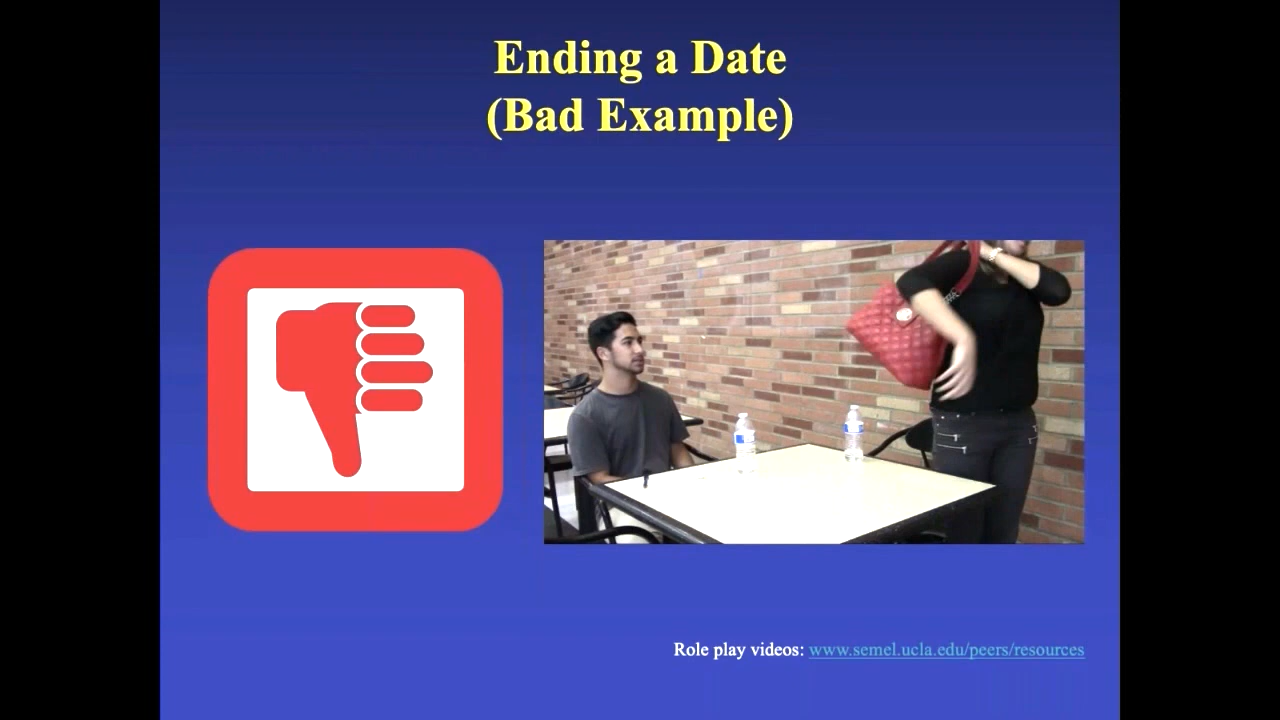 Ending a Date
(Bad Example)
Role play videos: www.semel.ucla.edu/peers/resources